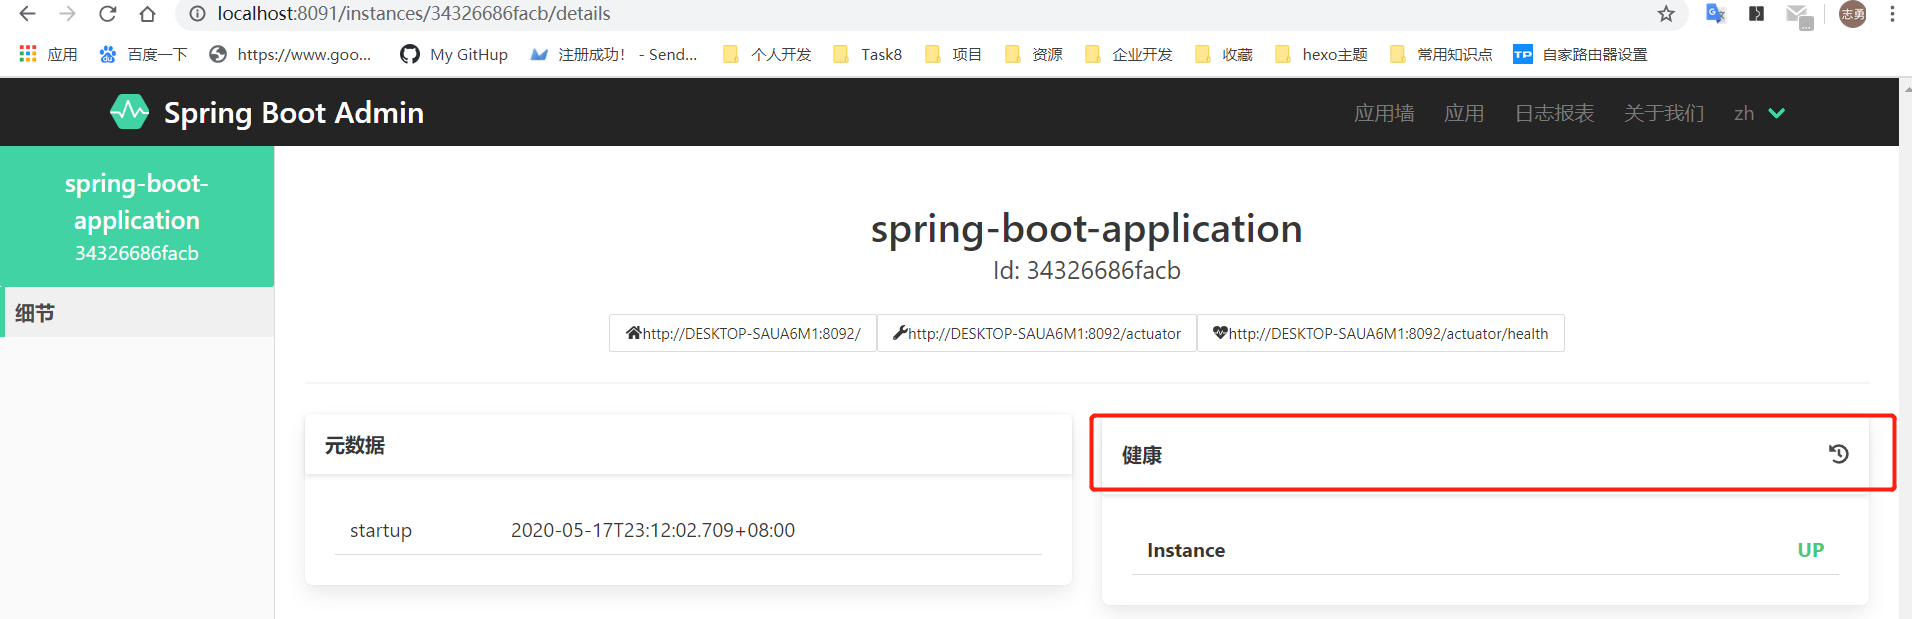 localhost:8091/instances/34326686facb/details
志勇
应用 百度一下 https://www.goo... My GitHup 注册成功! - Send... 个人开发 Task8 项目 资源 企业开发 收藏 hexo主题 常用知识点 TP 自家路由器设置
Spring Boot Admin 应用墙 应用 日志报表 关于我们 zh
spring-boot-
application
34326686facb
细节
spring-boot-application
Id: 34326686facb
http://DESKTOP-SAUA6M1:8092/ http://DESKTOP-SAUA6M1:8092/actuator http://DESKTOP-SAUA6M1:8092/actuator/health
元数据
startup 2020-05-17T23:12:02.709+08:00
健康
Instance UP